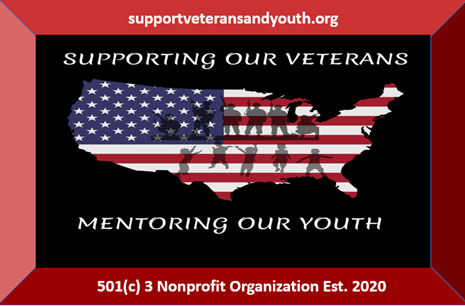 supportveteransandyouth.org
SUPPORTING OUR VETERANS
MENTORING OUR YOUTH
501(c) 3 Nonprofit Organization Est. 2020